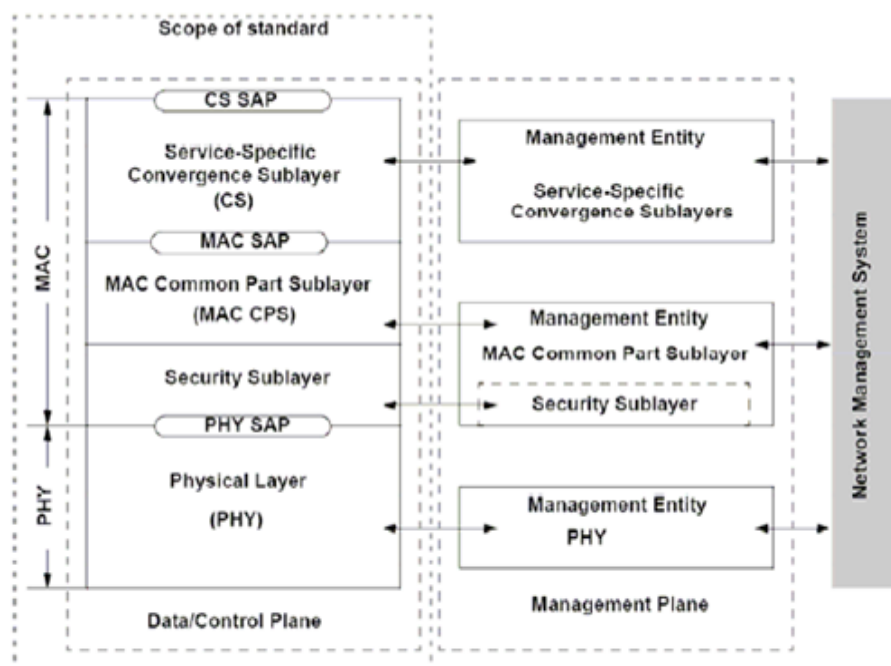 Scope of standard
CS SAP
Service-Specific
Convergence Sublayer
(CS)
MAC SAP
MAC Common Part Sublayer
(MAC CPS)
Security Sublayer
PHY SAP
Physical Layer
(PHY)
Data/Control Plane
MAC
PHY
Management Entity
Service-Specific
Convergence Sublayers
Management Entity
MAC Common Part Sublayer
Security Sublayer
Management Entity
PHY
Management Plane
Network Management System